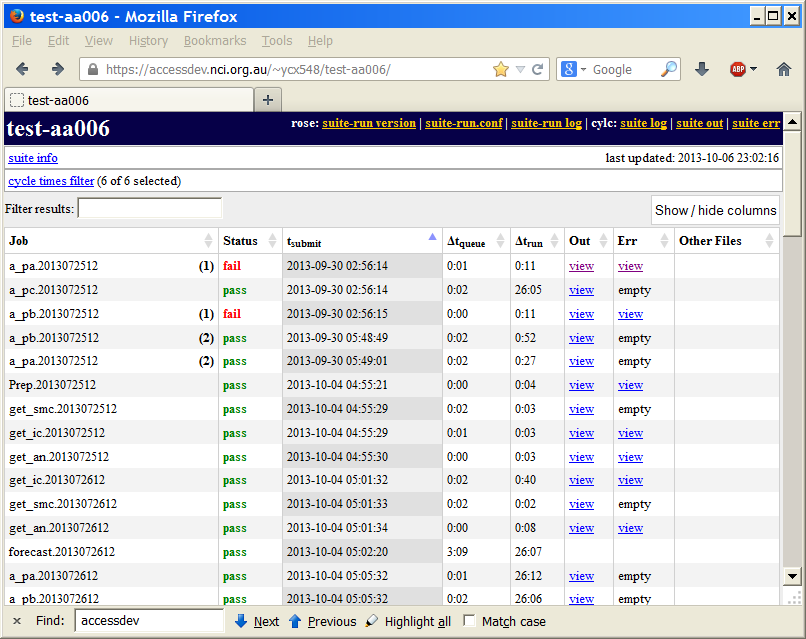 test-aa006 - Mozilla Firefox
File Edit View History Bookmarks Tools Help
https://accessdev.nci.org.au/~ycx548/test-aa006/ 8 Google ABP
test-aa006 +
test-aa006 rose: suite-run version | suite-run.conf | suite-run log | cylc: suite log | suite out | suite err
suite info last updated: 2013-10-06 23:02:16
cycle times filter (6 of 6 selected)
Filter results: Show / hide columns
Job Status tsubmit Δtqueue Δtrun Out Err Other Files
a_pa.2013072512 (1) fail 2013-09-30 02:56:14 0:01 0:11 view view
a_pc.2013072512 pass 2013-09-30 02:56:14 0:02 26:05 view empty
a_pb.2013072512 (1) fail 2013-09-30 02:56:15 0:00 0:11 view view
a_pb.2013072512 (2) pass 2013-09-30 05:48:49 0:02 0:52 view empty
a_pa.2013072512 (2) pass 2013-09-30 05:49:01 0:02 0:27 view empty
Prep.2013072512 pass 2013-10-04 04:55:21 0:00 0:04 view view
get_smc.2013072512 pass 2013-10-04 04:55:29 0:02 0:03 view empty
get_ic.2013072512 pass 2013-10-04 04:55:29 0:01 0:03 view view
get_an.2013072512 pass 2013-10-04 04:55:30 0:00 0:03 view view
get_ic.2013072612 pass 2013-10-04 05:01:32 0:02 0:40 view view
get_smc.2013072612 pass 2013-10-04 05:01:33 0:02 0:02 view empty
get_an.2013072612 pass 2013-10-04 05:01:34 0:00 0:08 view view
forecast.2013072612 pass 2013-10-04 05:02:20 3:09 26:07
a_pa.2013072612 pass 2013-10-04 05:05:32 0:01 26:12 view empty
a_pb.2013072612 pass 2013-10-04 05:05:32 0:02 26:06 view empty
× Find: accessdev Next Previous Highlight all Match case